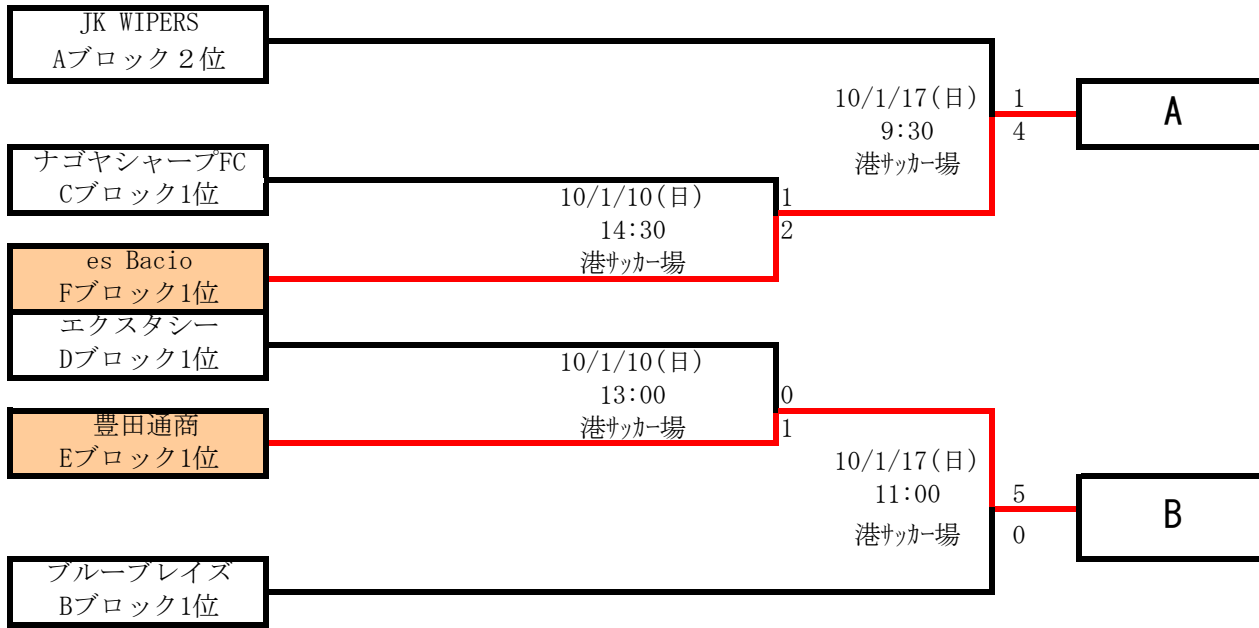 JK WIPERS
Aブロック２位
10/1/17(日)
9:30
港サッカー場
1
4
A
ナゴヤシャープFC
Cブロック1位
10/1/10(日)
14:30
港サッカー場
1
2
es Bacio
Fブロック1位
エクスタシー
Dブロック1位
10/1/10(日)
13:00
港サッカー場
0
1
豊田通商
Eブロック1位
10/1/17(日)
11:00
港サッカー場
5
0
B
ブルーブレイズ
Bブロック1位